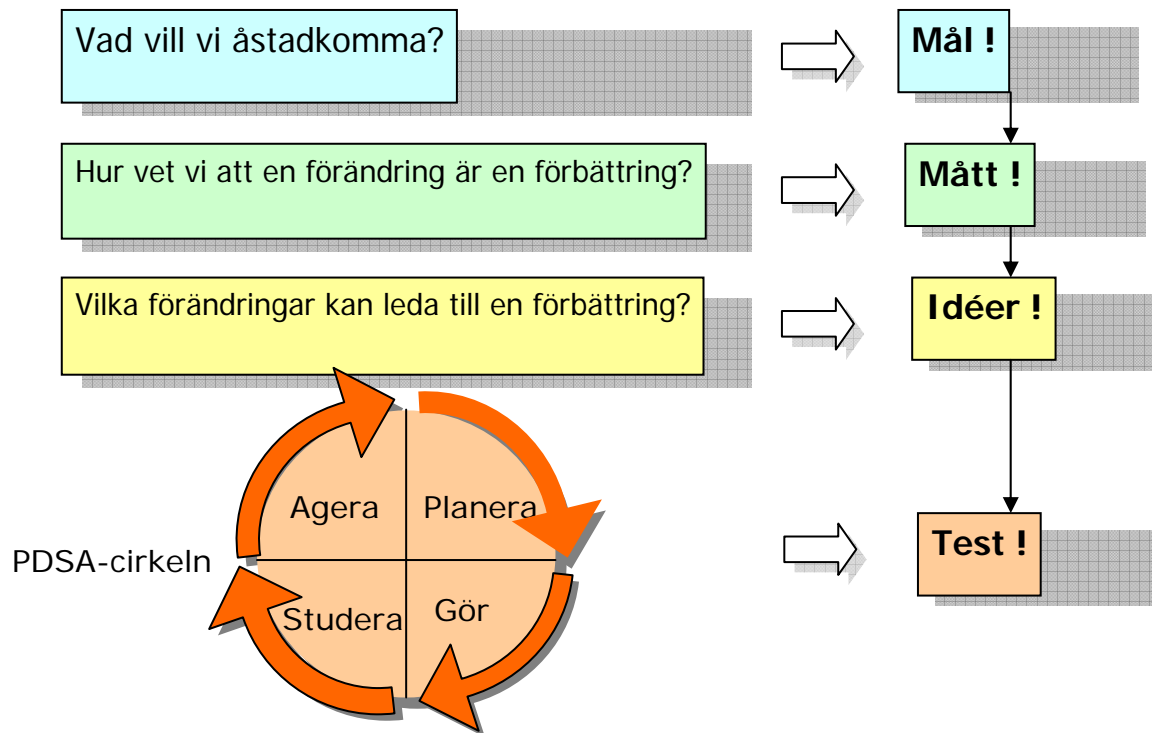 Vad vill vi åstadkomma?
Mål !
Hur vet vi att en förändring är en förbättring?
Mått !
Vilka förändringar kan leda till en förbättring?
Idéer !
Agera
Planera
PDSA-cirkeln
Studera
Gör
Test !